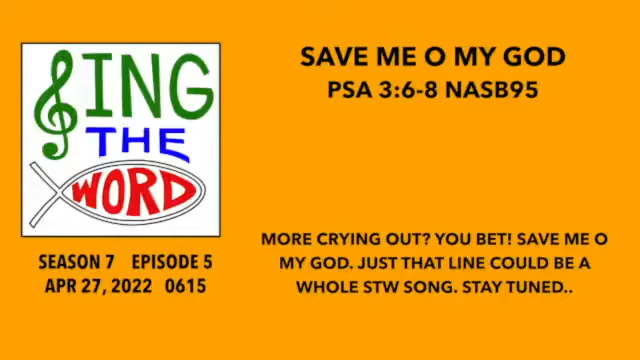 SING
THE
WORD
SEASON 7 EPISODE 5
APR 27, 2022 0615
SAVE ME O MY GOD
PSA 3:6-8 NASB95
MORE CRYING OUT? YOU BET! SAVE ME O
MY GOD. JUST THAT LINE COULD BE A
WHOLE STW SONG. STAY TUNED..